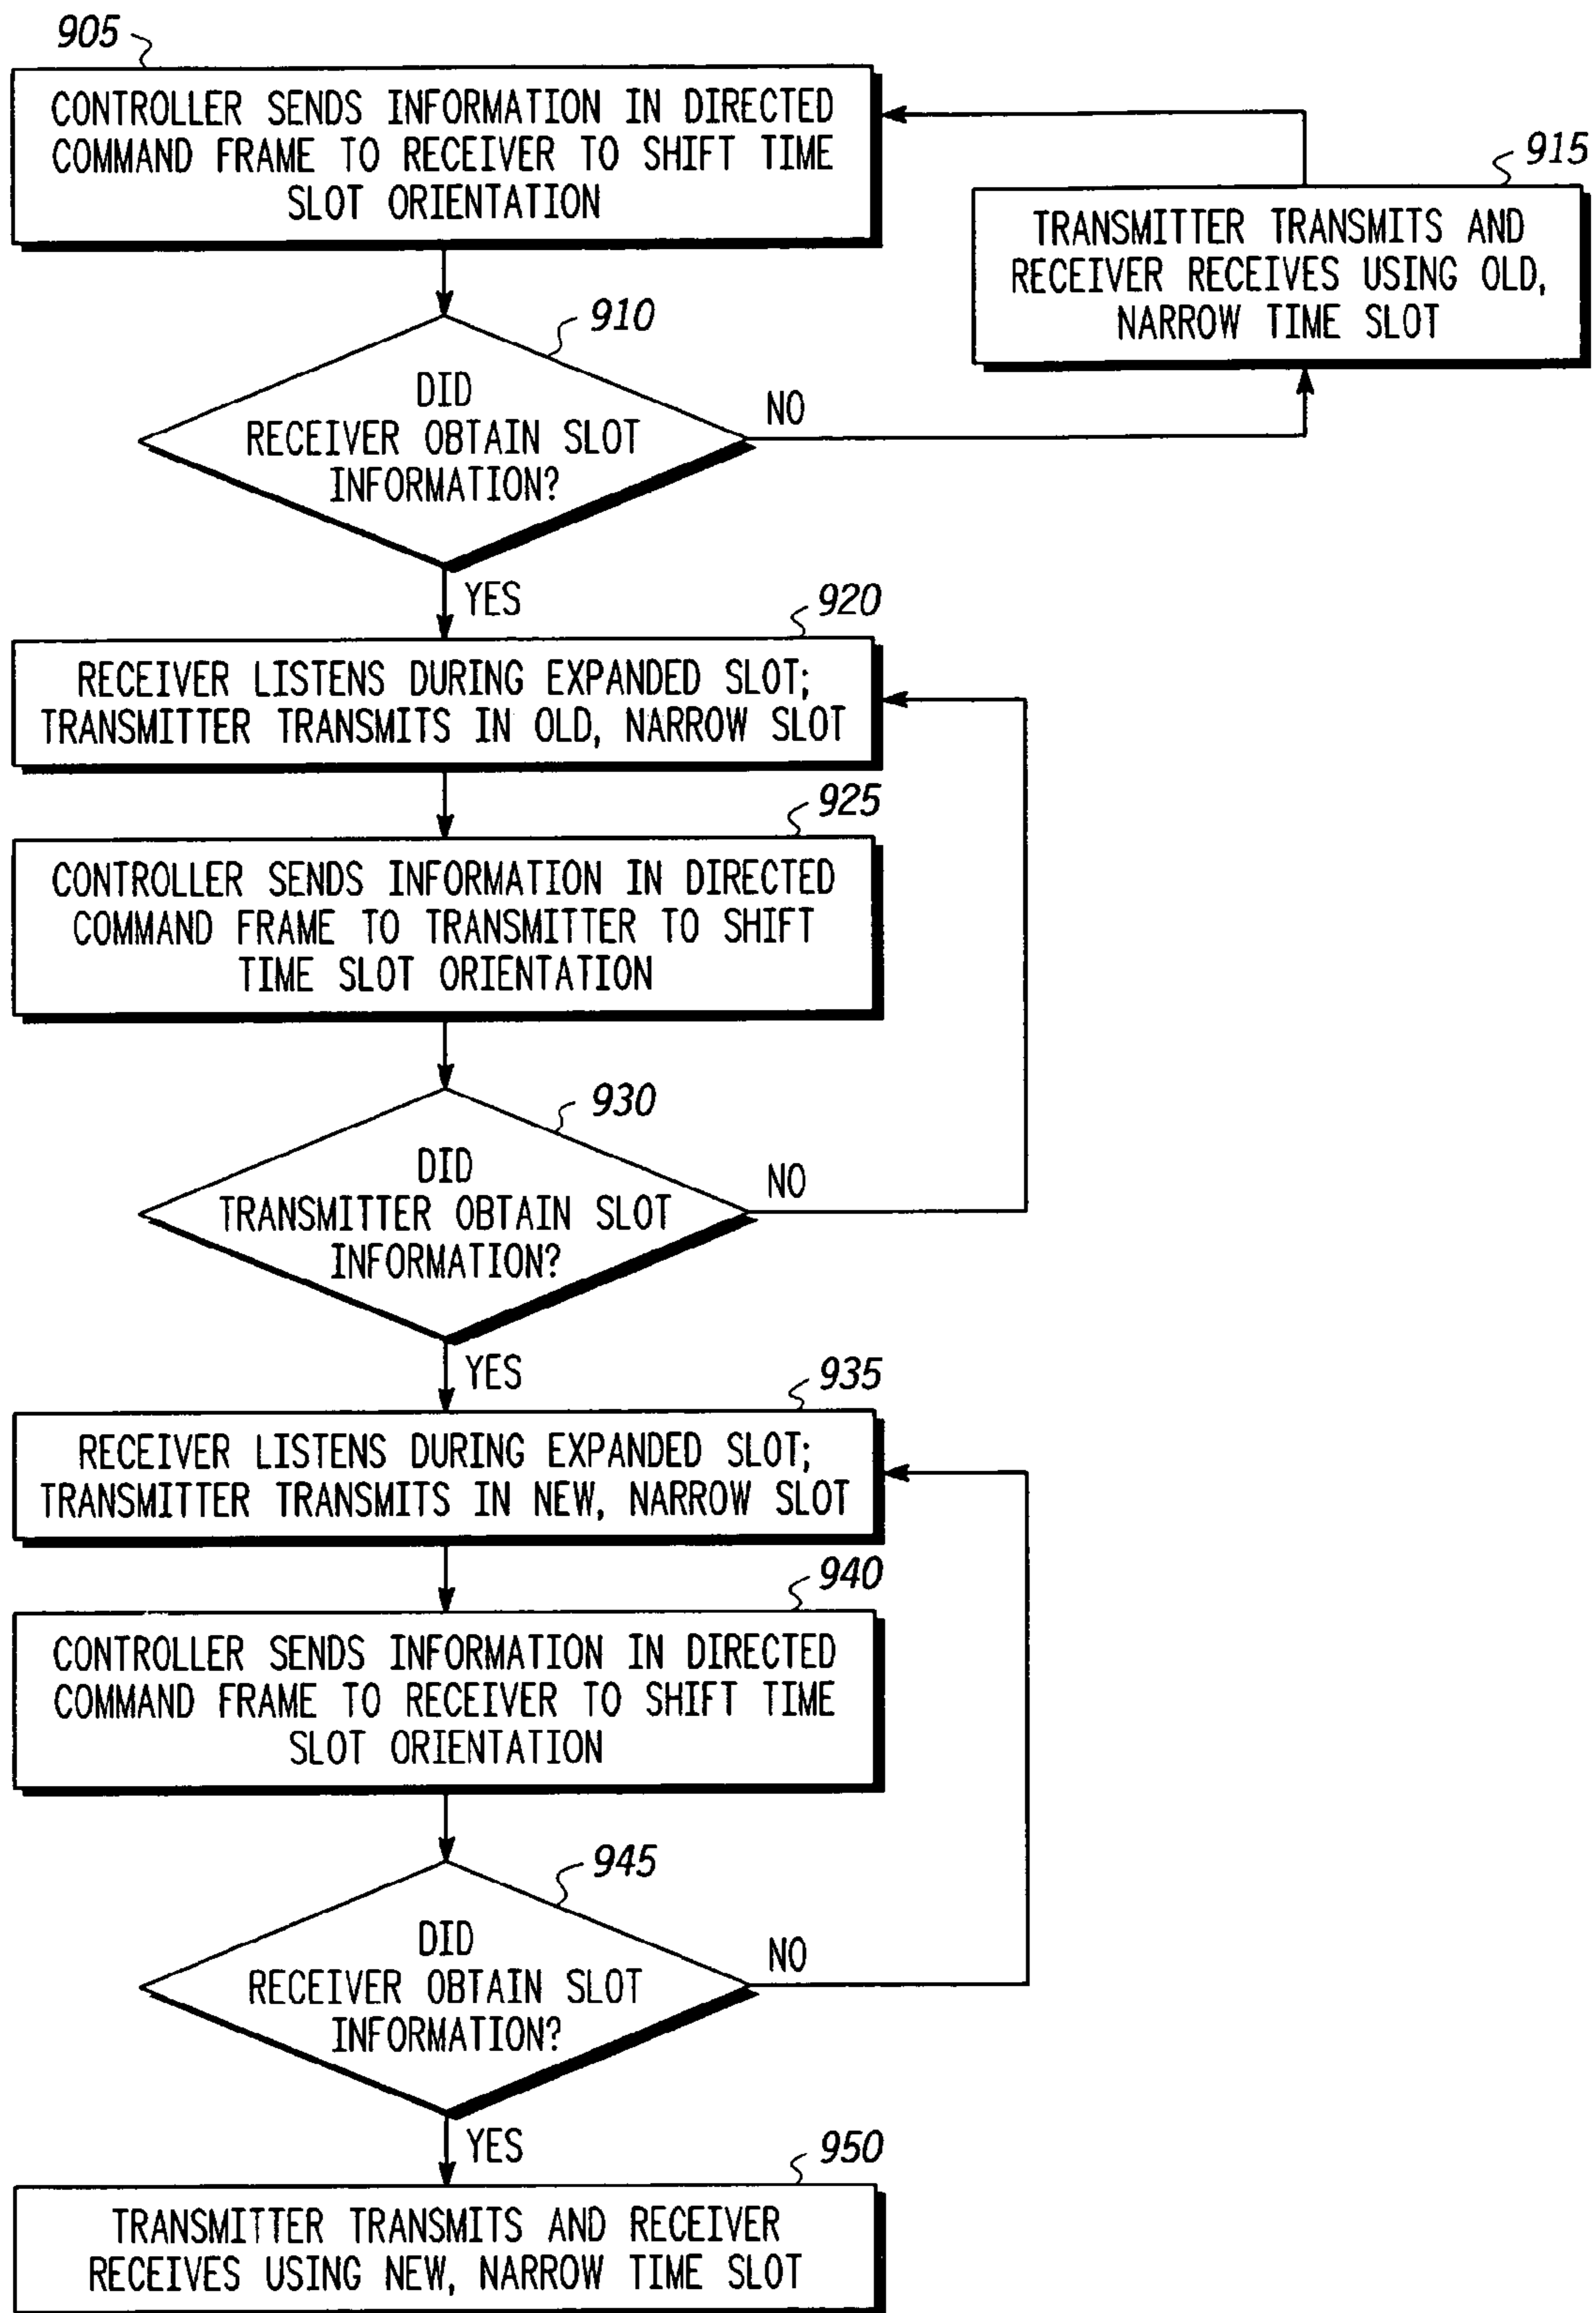 905
CONTROLLER SENDS INFORMATION IN DIRECTED
COMMAND FRAME TO RECEIVER TO SHIFT TIME
SLOT ORIENTATION
915
TRANSMITTER TRANSMITS AND
RECEIVER RECEIVES USING OLD,
NARROW TIME SLOT
910
DID
RECEIVER OBTAIN SLOT
INFORMATION?
NO
YES
920
RECEIVER LISTENS DURING EXPANDED SLOT;
TRANSMITTER TRANSMITS IN OLD, NARROW SLOT
925
CONTROLLER SENDS INFORMATION IN DIRECTED
COMMAND FRAME TO TRANSMITTER TO SHIFT
TIME SLOT ORIENTATION
930
DID
TRANSMITTER OBTAIN SLOT
INFORMATION?
NO
YES
935
RECEIVER LISTENS DURING EXPANDED SLOT;
TRANSMITTER TRANSMITS IN NEW, NARROW SLOT
940
CONTROLLER SENDS INFORMATION IN DIRECTED
COMMAND FRAME TO RECEIVER TO SHIFT TIME
SLOT ORIENTATION
945
DID
RECEIVER OBTAIN SLOT
INFORMATION?
NO
YES
950
TRANSMITTER TRANSMITS AND RECEIVER
RECEIVES USING NEW, NARROW TIME SLOT